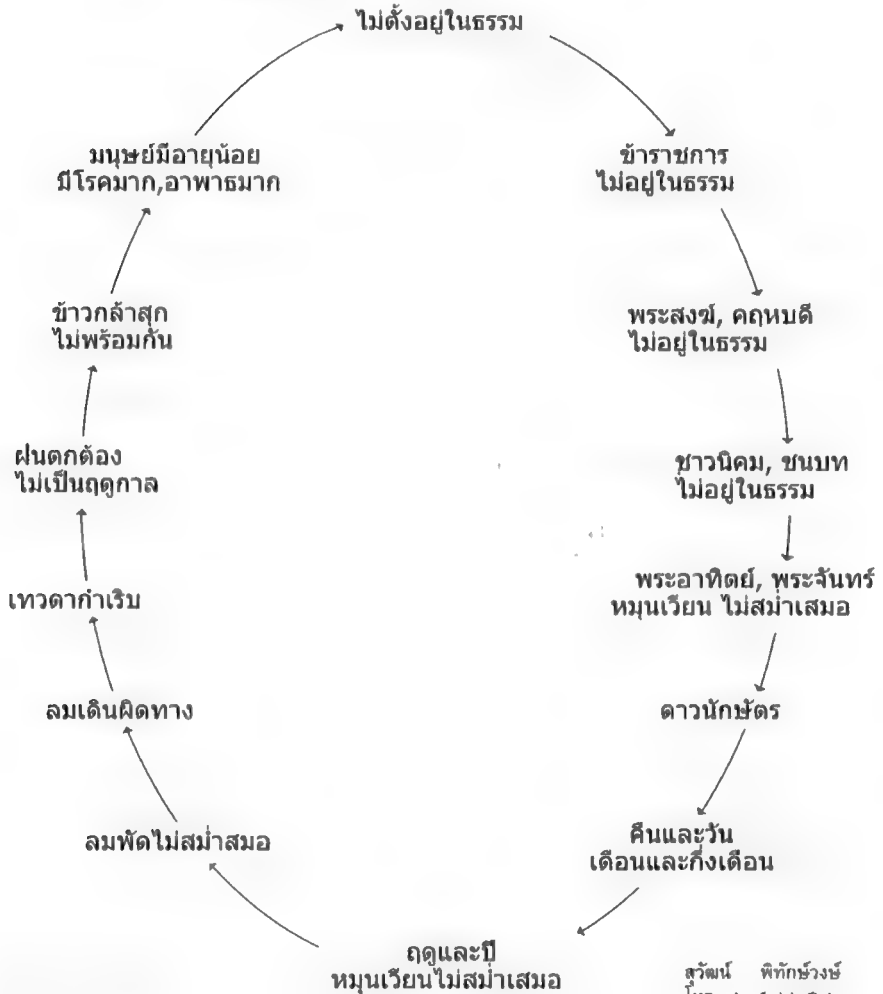 ไม่ตั้งอยู่ในธรรม
ข้าราชการ
ไม่อยู่ในธรรม
พระสงฆ์, คฤหบดี
ไม่อยู่ในธรรม
ชาวนิคม, ชนบท
ไม่อยู่ในธรรม
พระอาทิตย์, พระจันทร์
หมุนเวียน ไม่สม่ำเสมอ
ดาวนักษัตร
คืนและวัน
เดือนและกึ่งเดือน
ฤดูและปี
หมุนเวียนไม่สม่ำเสมอ
ลมพัดไม่สม่ำสมอ
ลมเดินผิดทาง
เทวดากำเริบ
ฝนตกต้อง
ไม่เป็นฤดูกาล
ข้าวกล้าสุก
ไม่พร้อมกัน
มนุษย์มีอายุน้อย
มีโรคมาก,อาพาธมาก
สุวัฒน์ พิทักษ์วงษ์